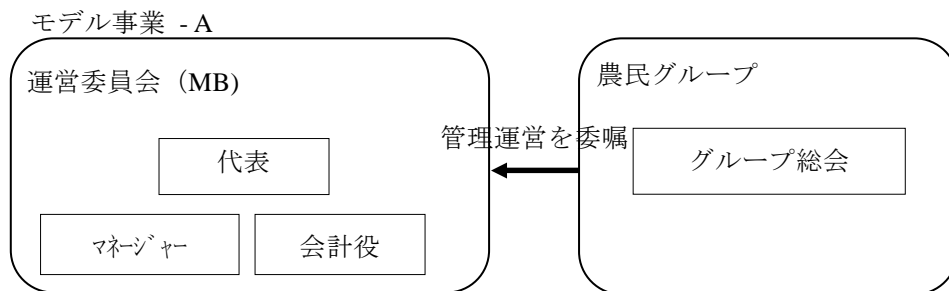 モデル事業 - A
運営委員会（MB)
農民グループ
管理運営を委嘱
代表
グループ総会
ﾏﾈｰｼﾞｬｰ
会計役